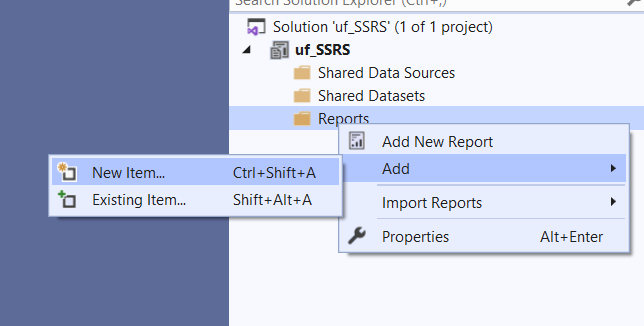 Search Solution Explorer (Ctrl+;)
Solution 'uf_SSRS' (1 of 1 project)
uf_SSRS
Shared Data Sources
Shared Datasets
Reports
Add New Report
New Item... Ctrl+Shift+A Add
Existing Item... Shift+Alt+A Import Reports
Properties Alt+Enter